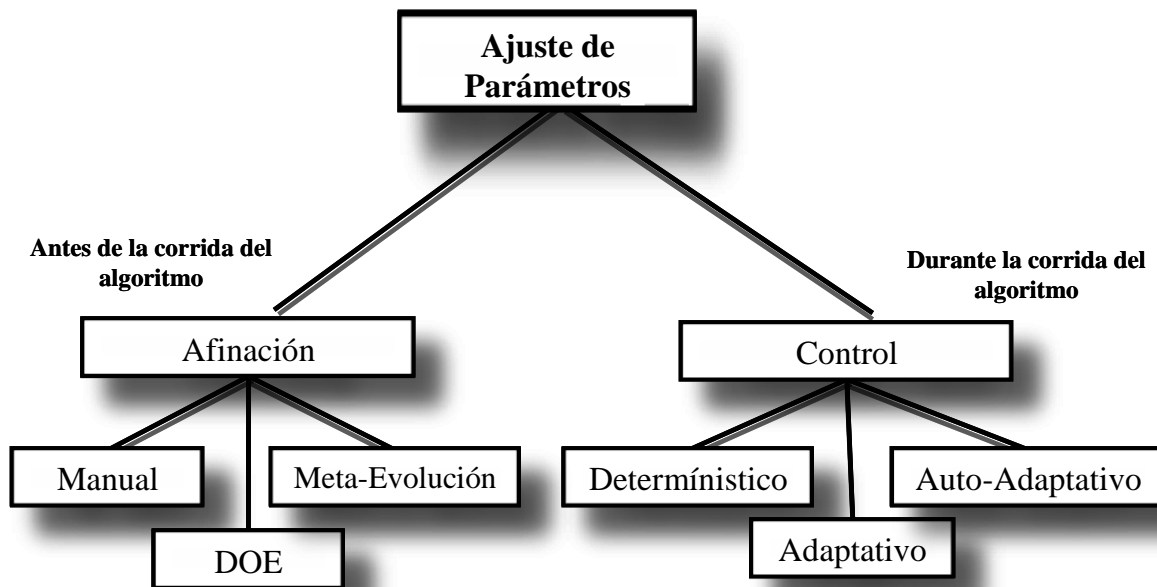 Ajuste de
Parámetros
Antes de la corrida del
algoritmo
Durante la corrida del
algoritmo
Afinación
Control
Manual
Meta-Evolución
DOE
Determínistico
Auto-Adaptativo
Adaptativo